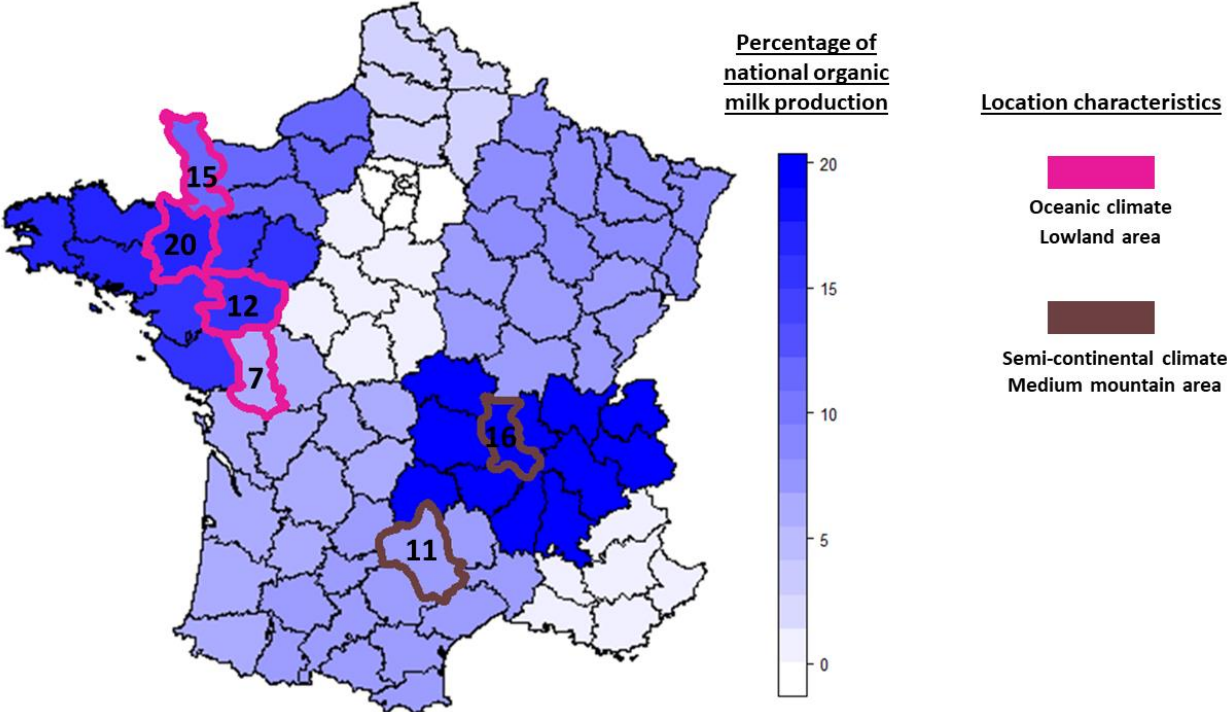 Percentage of
national organic
milk production
Location characteristics
20
15
10
5
0
Oceanic climate
Lowland area
Semi-continental climate
Medium mountain area
15
20
12
7
16
11